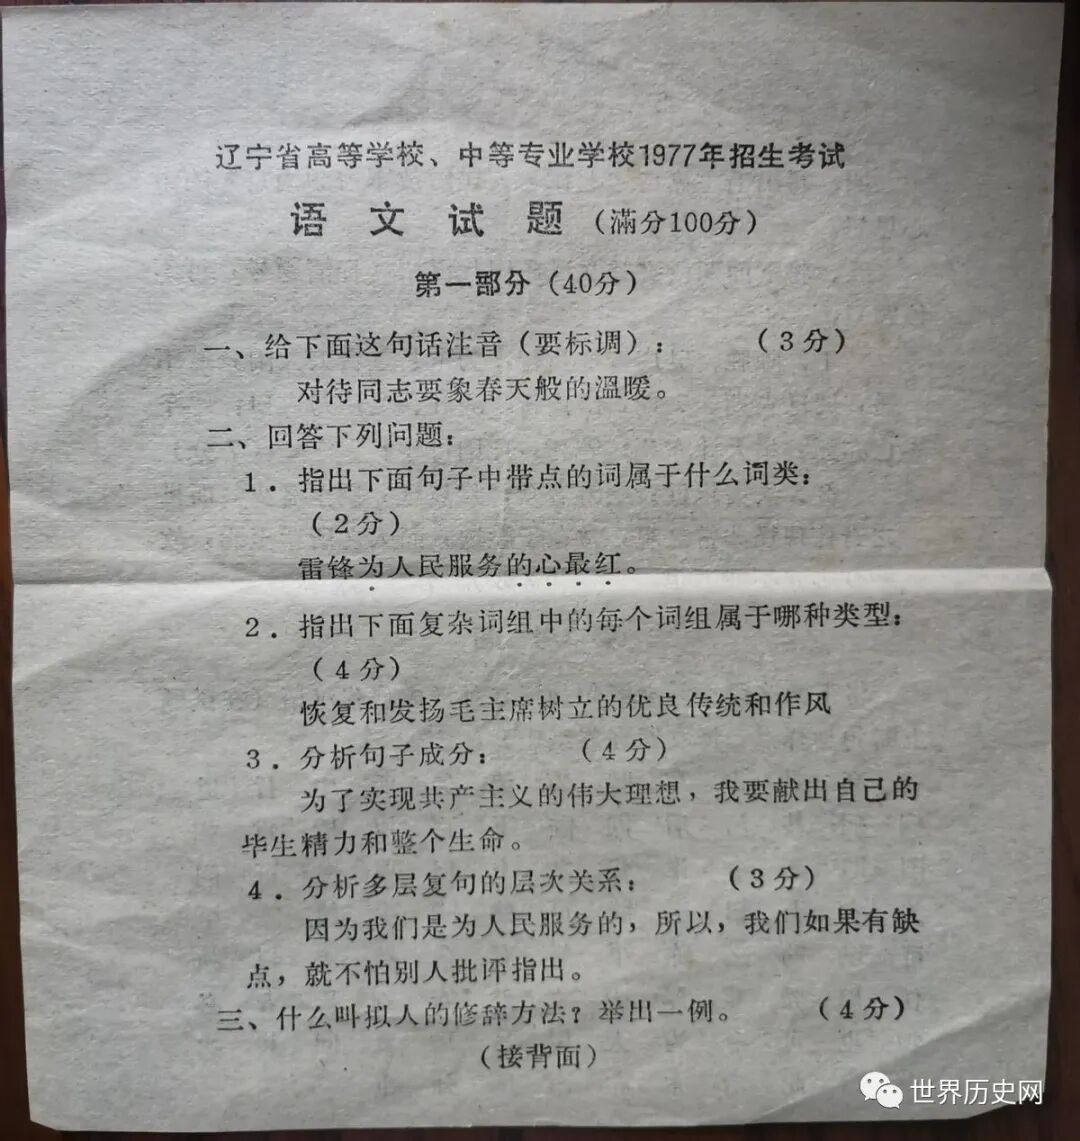 辽宁省高等学校、中等专业学校1977年招生考试
语文试题（滿分100分）
第一部分（40分）
一、给下面这句话注音（要标调）：（3分）
对待同志要象春天般的溫暖。
二、回答下列问题：
1．指出下面句子中带点的词属于什么词类：
（2分）
雷锋为人民服务的心最红。
2．指出下面复杂词组中的每个词组属于哪种类型：
（4分）
恢复和发扬毛主席树立的优良传统和作风
3．分析句子成分：（4分）
为了实现共产主义的伟大理想，我要献出自己的
毕生精力和整个生命。
4．分析多层复句的层次关系：（3分）
因为我们是为人民服务的，所以，我们如果有缺
点，就不怕别人批评指出。
三、什么叫拟人的修辞方法？举出一例。（4分）
（接背面）
世界历史网